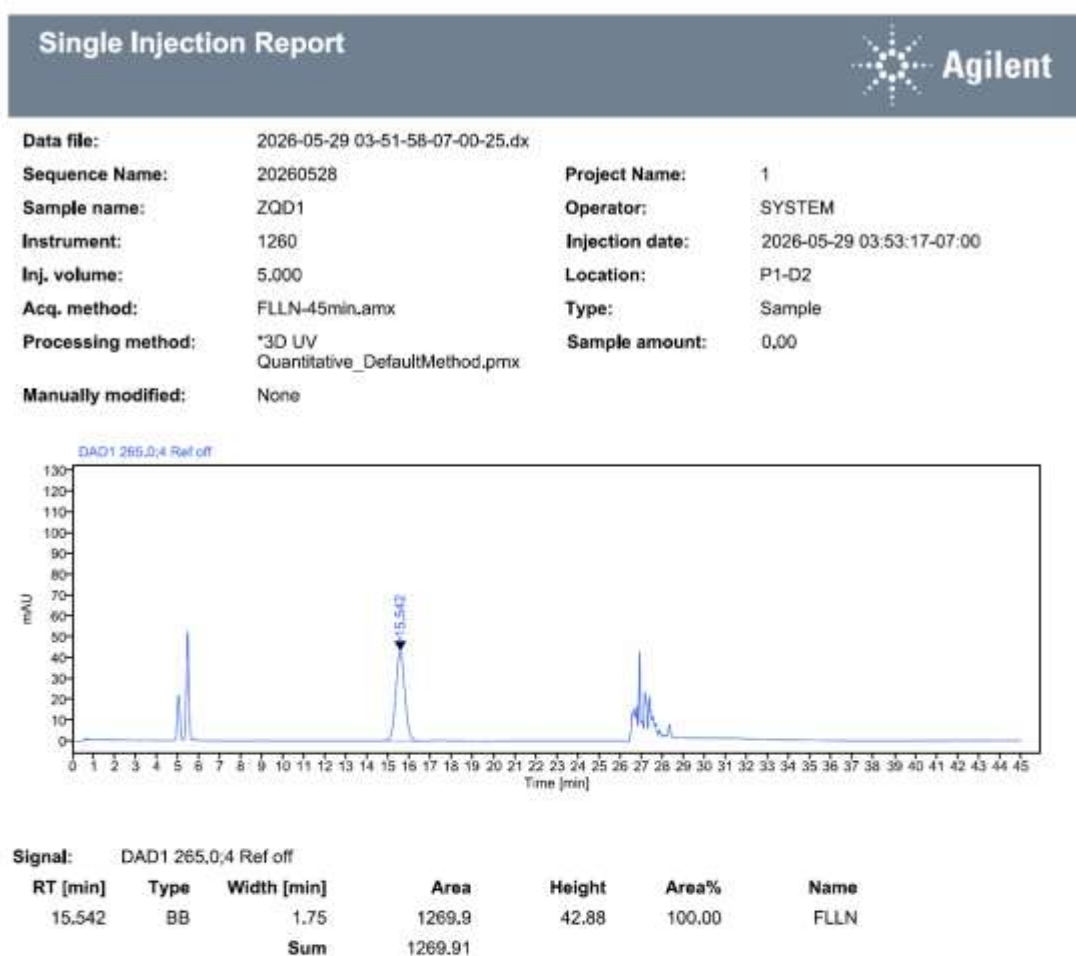 Single Injection Report
Agilent
Data file: 2026-05-29 03-51-58-07-00-25.dx
Sequence Name: 20260528 Project Name: 1
Sample name: ZQD1 Operator: SYSTEM
Instrument: 1260 Injection date: 2026-05-29 03:53:17-07:00
Inj. volume: 5.000 Location: P1-D2
Acq. method: FLLN-45min.amx Type: Sample
Processing method: *3D UV Sample amount: 0.00
Quantitative_DefaultMethod.pmx
Manually modified: None
DAD1 265.0;4 Ref off
130
120
110
100
90
80
70
60
50
40
30
20
10
0
mAU
15.542
0 1 2 3 4 5 6 7 8 9 10 11 12 13 14 15 16 17 18 19 20 21 22 23 24 25 26 27 28 29 30 31 32 33 34 35 36 37 38 39 40 41 42 43 44 45
Time [min]
Signal: DAD1 265.0;4 Ref off
RT [min] Type Width [min] Area Height Area% Name
15.542 BB 1.75 1269.9 42.88 100.00 FLLN
Sum 1269.91